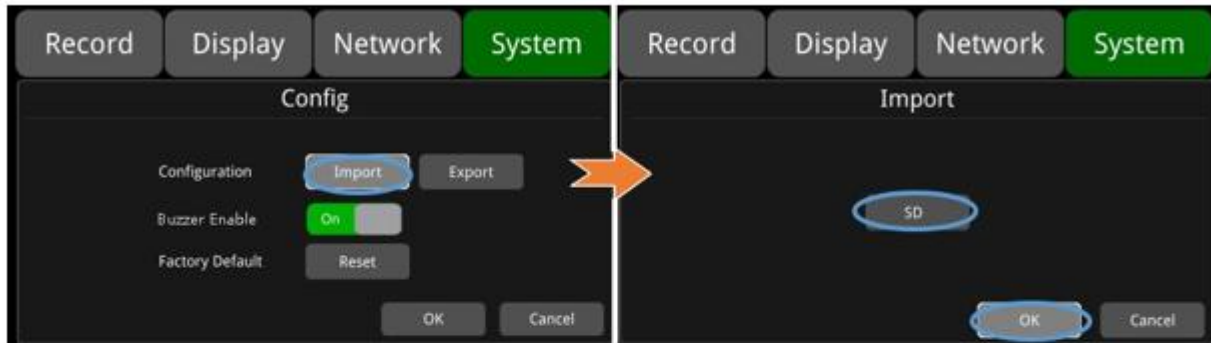 Record Display Network System
Config
Configuration Import Export
Buzzer Enable On
Factory Default Reset
OK Cancel
Record Display Network System
Import
SD
OK Cancel